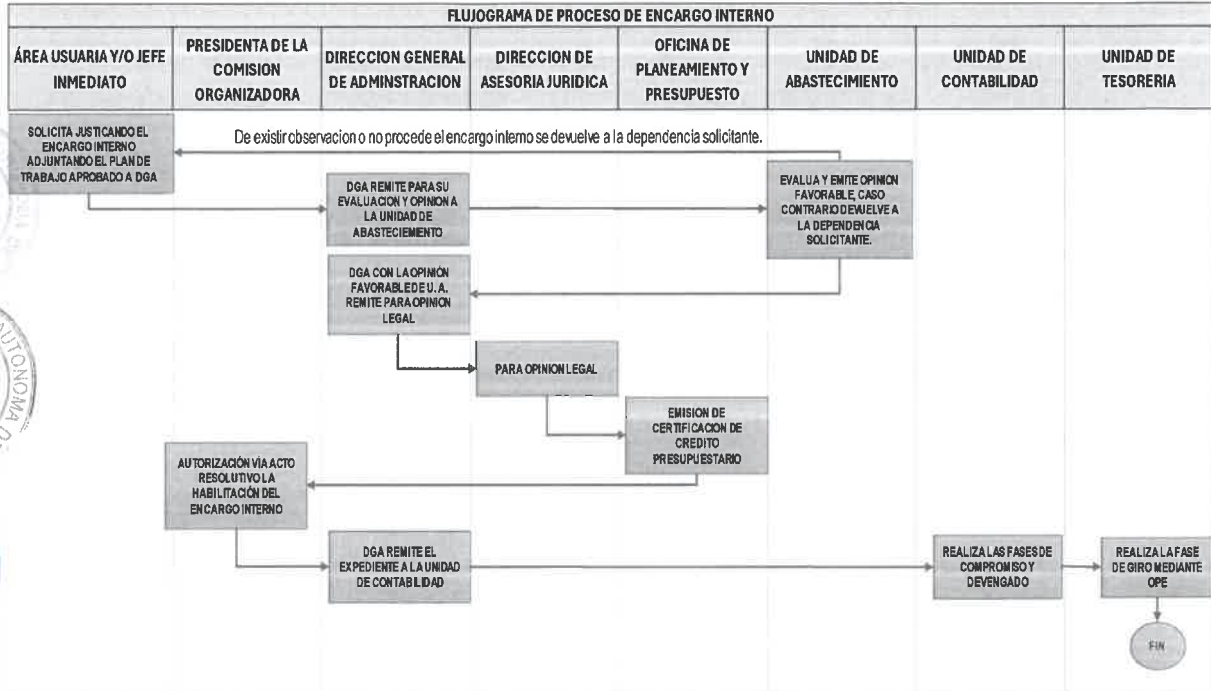 FLUJOGRAMA DE PROCESO DE ENCARGO INTERNO
ÁREA USUARIA Y/O JEFE
INMEDIATO
PRESIDENTA DE LA
COMISION
ORGANIZADORA
DIRECCION GENERAL
DE ADMINSTRACION
DIRECCION DE
ASESORIA JURIDICA
OFICINA DE
PLANEAMIENTO Y
PRESUPUESTO
UNIDAD DE
ABASTECIMIENTO
UNIDAD DE
CONTABILIDAD
UNIDAD DE
TESORERIA
SOLICITA JUSTICANDO EL
ENCARGO INTERNO
ADJUNTANDO EL PLAN DE
TRABAJO APROBADO A DGA
De existir observacion o no procede el encargo interno se devuelve a la dependencia solicitante.
DGA REMITE PARA SU
EVALUACION Y OPINION A
LA UNIDAD DE
ABASTECIEMIENTO
EVALUA Y EMITE OPINION
FAVORABLE, CASO
CONTRARIO DEVUELVE A
LA DEPENDENCIA
SOLICITANTE.
DGA CON LA OPINIÓN
FAVORABLE DE U. A.
REMITE PARA OPINION
LEGAL
PARA OPINION LEGAL
EMISION DE
CERTIFICACION DE
CREDITO
PRESUPUESTARIO
AUTORIZACIÓN VÍA ACTO
RESOLUTIVO LA
HABILITACIÓN DEL
ENCARGO INTERNO
DGA REMITE EL
EXPEDIENTE A LA UNIDAD
DE CONTABILIDAD
REALIZA LAS FASES DE
COMPROMISO Y
DEVENGADO
REALIZA LA FASE
DE GIRO MEDIANTE
OPE
FIN
AUTONOMA